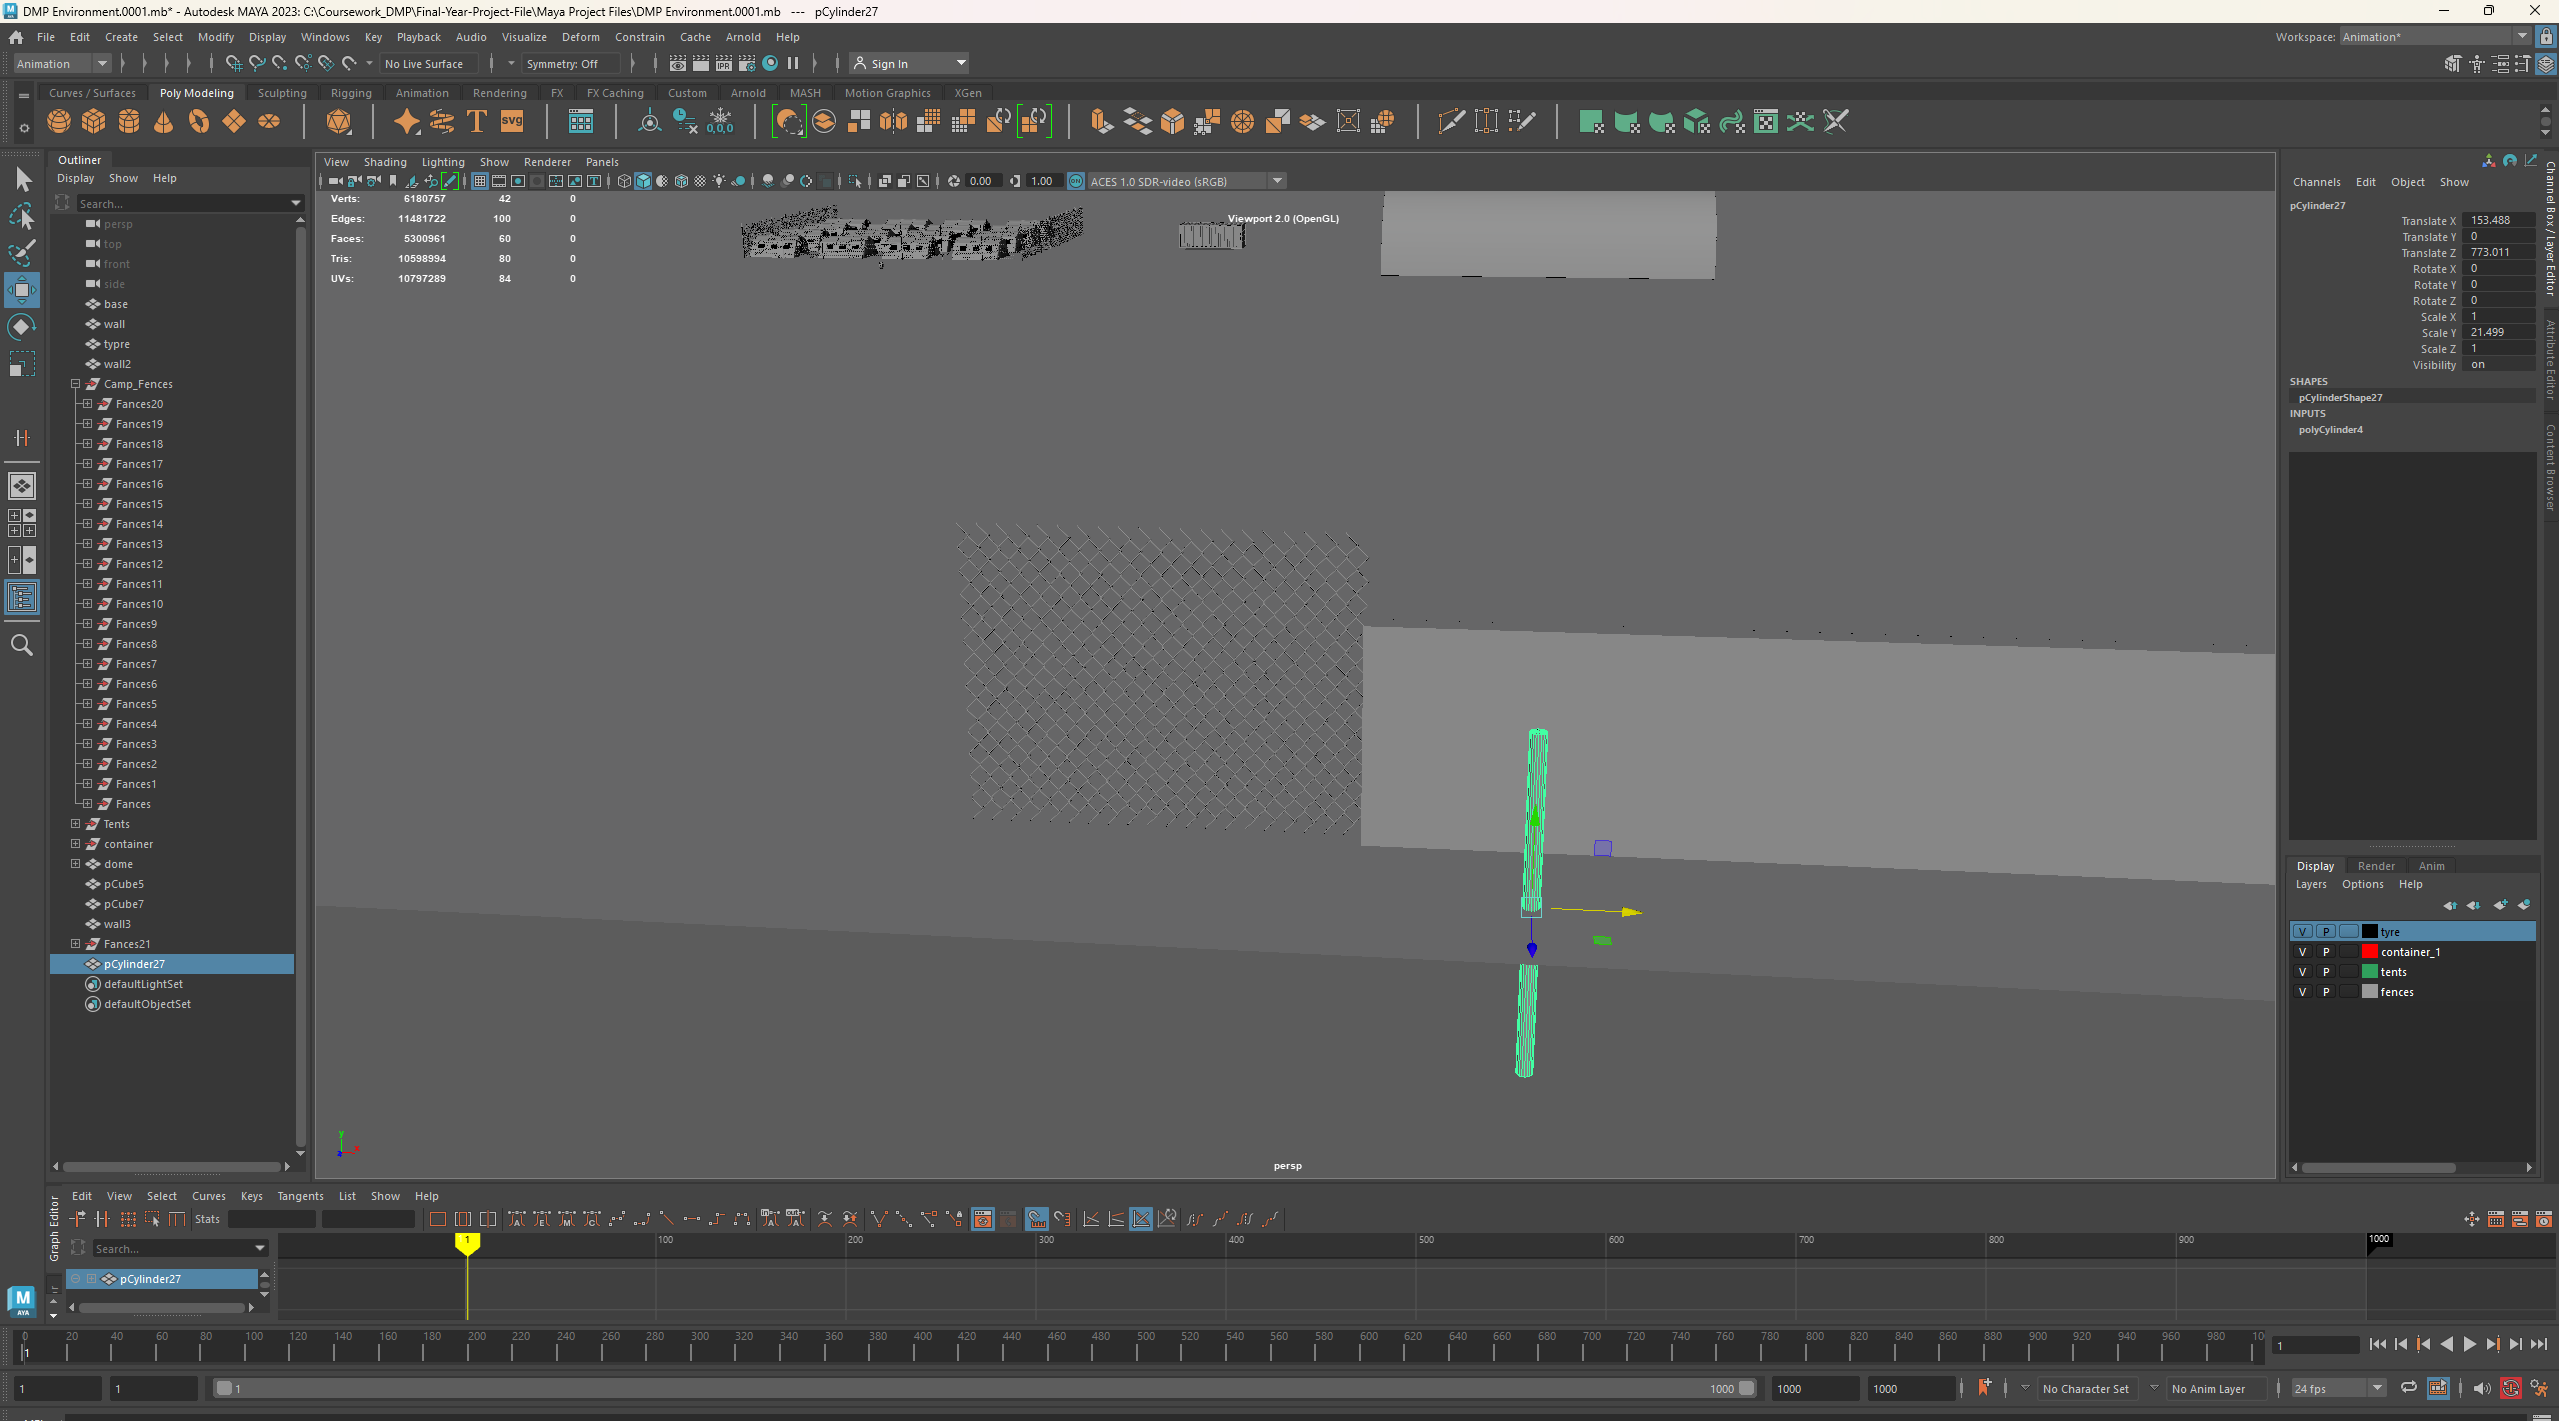 DMP Environment.0001.mb* - Autodesk MAYA 2023: C:\Coursework_DMP\Final-Year-Project-File\Maya Project Files\DMP Environment.0001.mb --- pCylinder27
File Edit Create Select Modify Display Windows Mesh Key Playback Audio Visualize Deform Constrain Cache Arnold Help
Workspace: Animation*
Animation No Live Surface Symmetry: Off Sign In
Curves / Surfaces Poly Modeling Sculpting Rigging Animation Rendering FX FX Caching Custom Arnold MASH Motion Graphics XGen
Outliner
Display Show Help
Search...
persp
top
front
side
base
wall
typre
wall2
Camp_Fences
Fances20
Fances19
Fances18
Fances17
Fances16
Fances15
Fances14
Fances13
Fances12
Fances11
Fances10
Fances9
Fances8
Fances7
Fances6
Fances5
Fances4
Fances3
Fances2
Fances1
Fances
Tents
container
dome
pCube5
pCube7
wall3
Fances21
pCylinder27
defaultLightSet
defaultObjectSet
View Shading Lighting Show Renderer Panels
0.00 1.00 ACES 1.0 SDR-video (sRGB)
Verts: 6180757 42 0
Edges: 11481722 100 0
Faces: 5300961 60 0
Tris: 10598994 80 0
UVs: 10797289 84 0
Viewport 2.0 (OpenGL)
persp
Channels Edit Object Show
pCylinder27
Translate X 153.488
Translate Y 0
Translate Z 773.011
Rotate X 0
Rotate Y 0
Rotate Z 0
Scale X 1
Scale Y 21.499
Scale Z 1
Visibility on
SHAPES
pCylinderShape27
INPUTS
polyCylinder4
Channel Box / Layer Editor
Attribute Editor
Content Browser
Display Render Anim
Layers Options Help
V P tyre
V P container_1
V P tents
V P fences
Graph Editor
Edit View Select Curves Keys Tangents List Show Help
Stats
Search...
pCylinder27
1 100 200 300 400 500 600 700 800 900 1000
0 20 40 60 80 100 120 140 160 180 200 220 240 260 280 300 320 340 360 380 400 420 440 460 480 500 520 540 560 580 600 620 640 660 680 700 720 740 760 780 800 820 840 860 880 900 920 940 960 980 10
1
1
1 1 1 1000 1000 1000 No Character Set No Anim Layer 24 fps